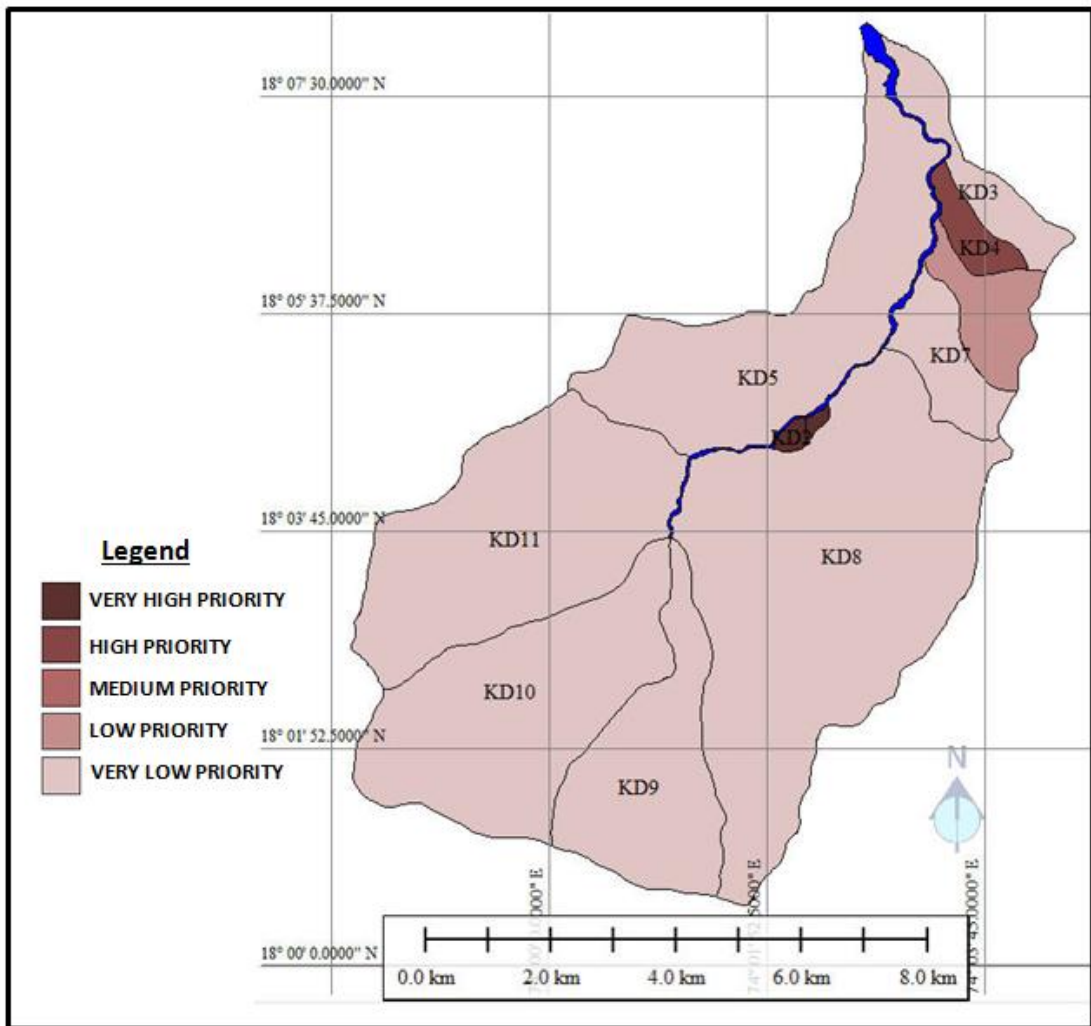 18° 07' 30.0000'' N
KD3
KD4
18° 05' 37.5000'' N
KD7
KD5
KD2
18° 03' 45.0000'' N
KD11
KD8
Legend
VERY HIGH PRIORITY
HIGH PRIORITY
MEDIUM PRIORITY
LOW PRIORITY
VERY LOW PRIORITY
KD10
18° 01' 52.5000'' N
KD9
N
18° 00' 0.0000'' N
0.0 km 2.0 km 4.0 km 6.0 km 8.0 km